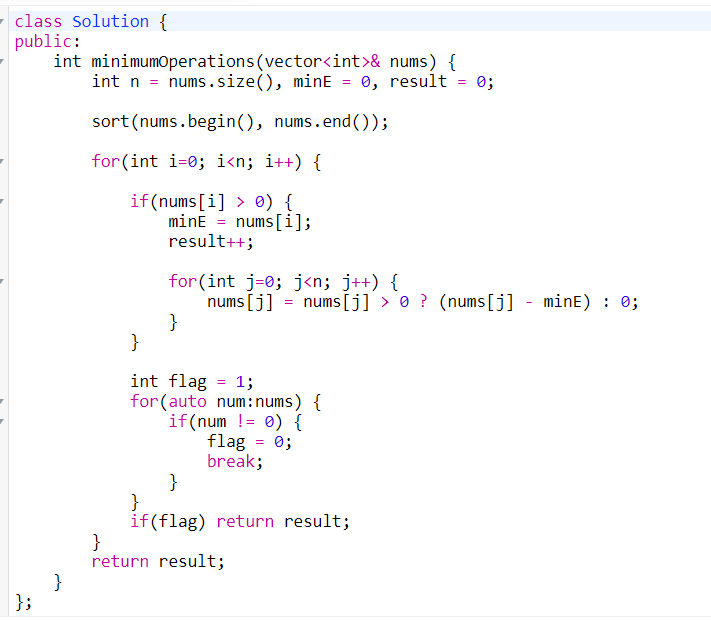 class Solution {
public:
    int minimumOperations(vector<int>& nums) {
        int n = nums.size(), minE = 0, result = 0;
        sort(nums.begin(), nums.end());
        for(int i=0; i<n; i++) {
            if(nums[i] > 0) {
                minE = nums[i];
                result++;
                for(int j=0; j<n; j++) {
                    nums[j] = nums[j] > 0 ? (nums[j] - minE) : 0;
                }
            }
            int flag = 1;
            for(auto num:nums) {
                if(num != 0) {
                    flag = 0;
                    break;
                }
            }
            if(flag) return result;
        }
        return result;
    }
};